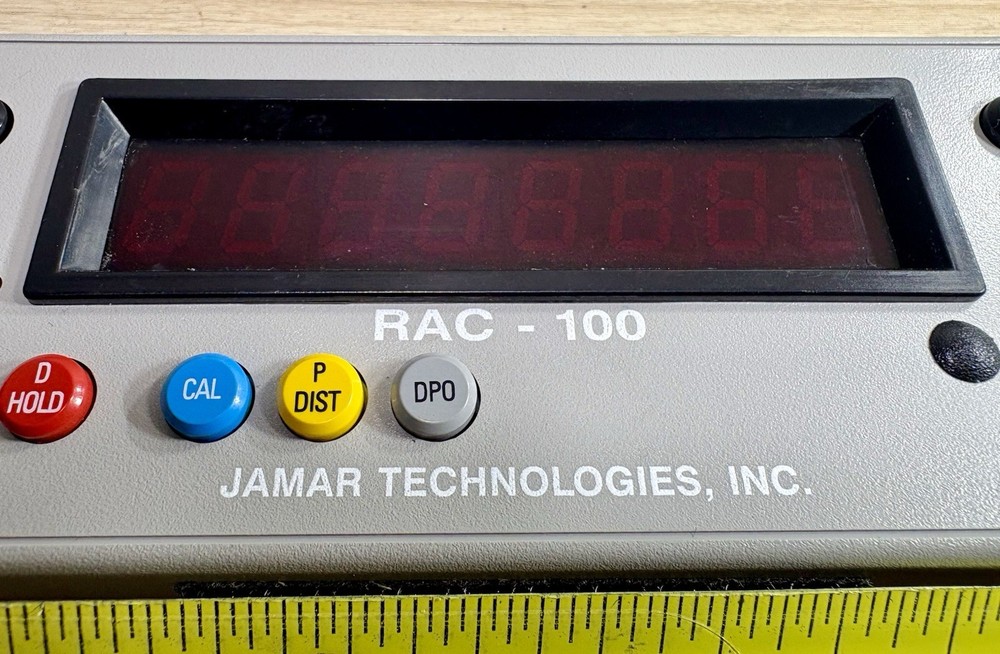 RAC - 100
D
HOLD
CAL
P
DIST
DPO
JAMAR TECHNOLOGIES, INC.